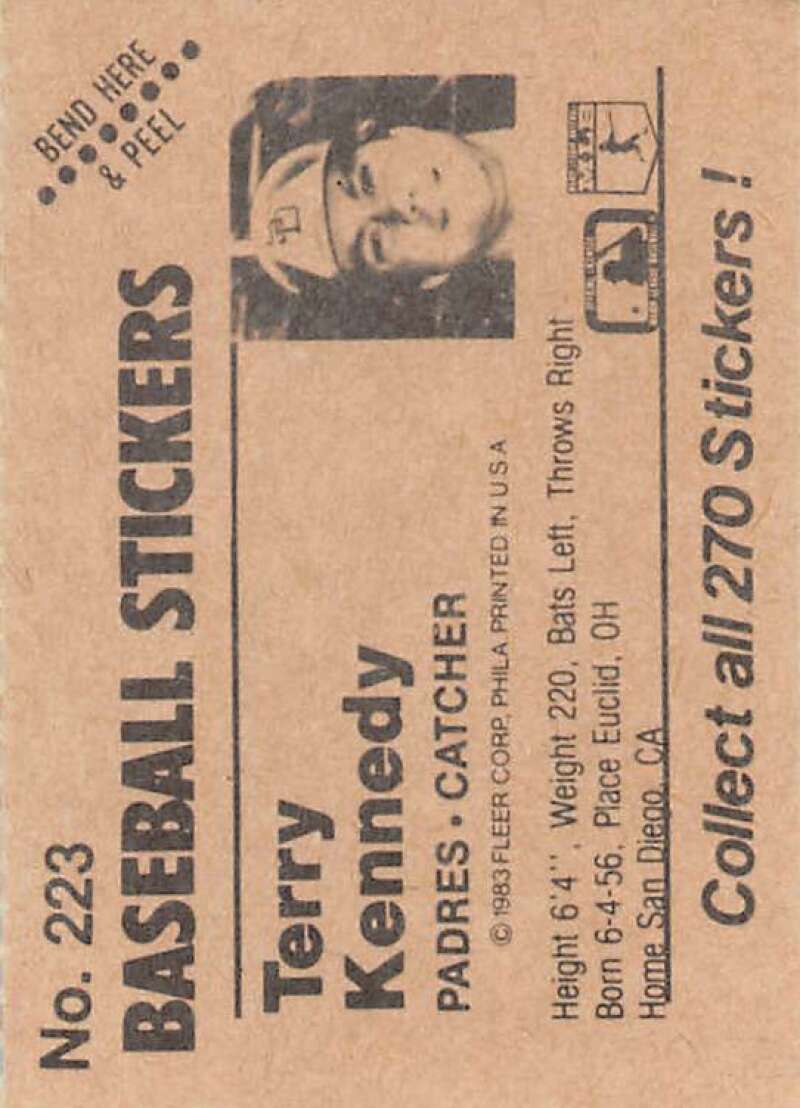 No. 223
BEND HERE
& PEEL
BASEBALL STICKERS
Terry
Kennedy
PADRES • CATCHER
© 1983 FLEER CORP, PHILA PRINTED IN U S A
Height 6'4'', Weight 220, Bats Left, Throws Right
Born 6-4-56, Place Euclid, OH
Home San Diego, CA
Collect all 270 Stickers !